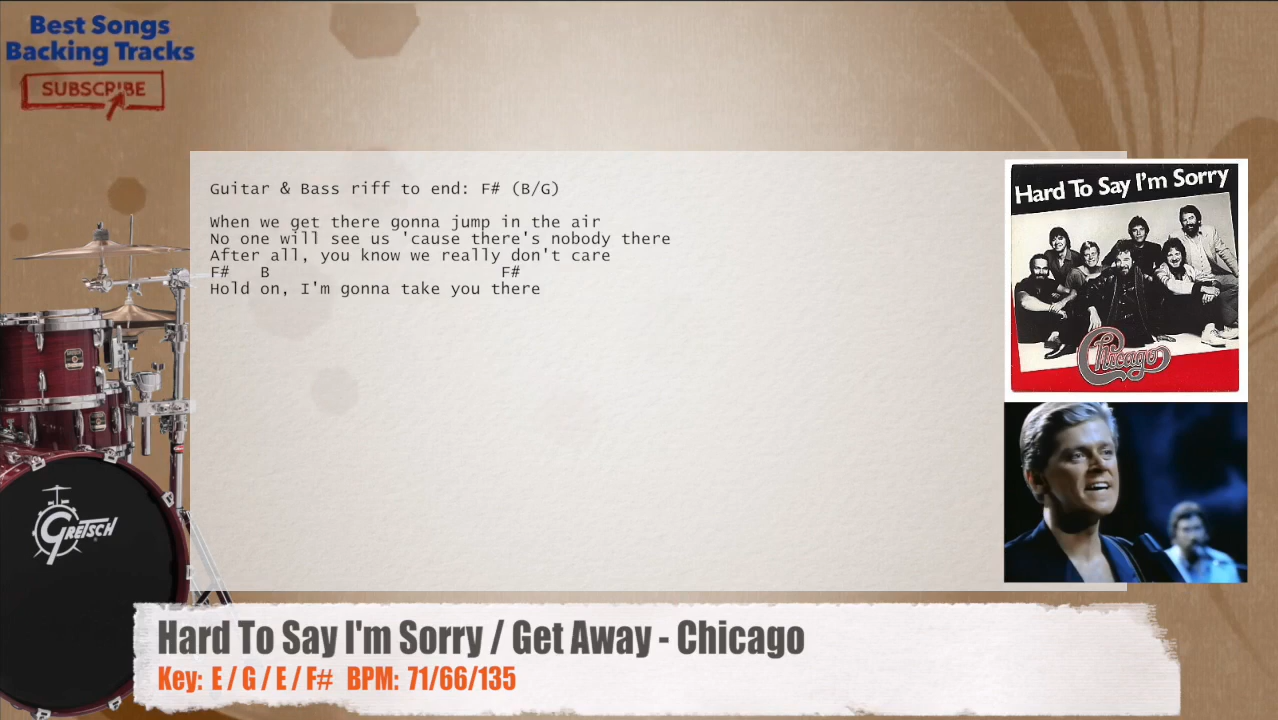 Best Songs
Backing Tracks
SUBSCRIBE
Guitar & Bass riff to end: F# (B/G)
When we get there gonna jump in the air
No one will see us 'cause there's nobody there
After all, you know we really don't care
F#   B                       F#
Hold on, I'm gonna take you there
Hard To Say I'm Sorry
Chicago
GRETSCH
Hard To Say I'm Sorry / Get Away - Chicago
Key: E / G / E / F#  BPM: 71/66/135